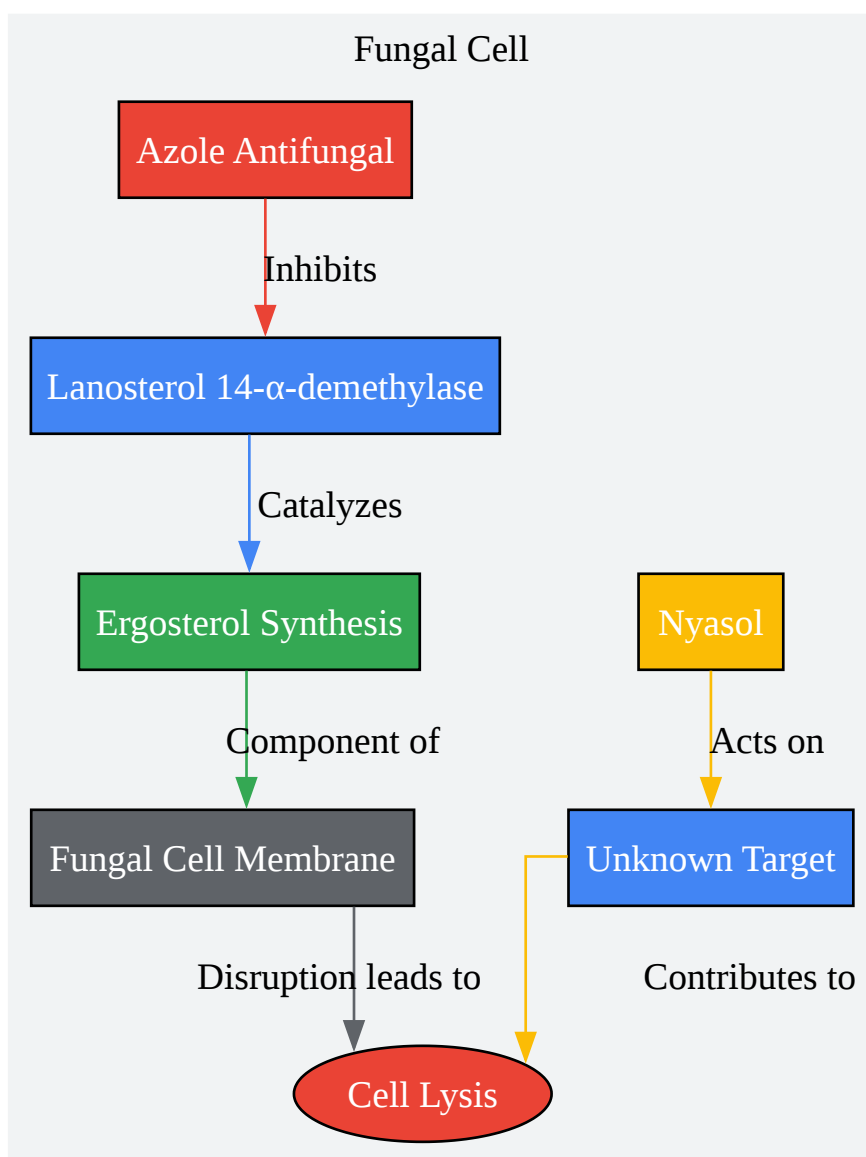 Fungal Cell
Azole Antifungal
Inhibits
Lanosterol 14-α-demethylase
Catalyzes
Ergosterol Synthesis
Nyasol
Component of
Acts on
Fungal Cell Membrane
Unknown Target
Disruption leads to
Contributes to
Cell Lysis